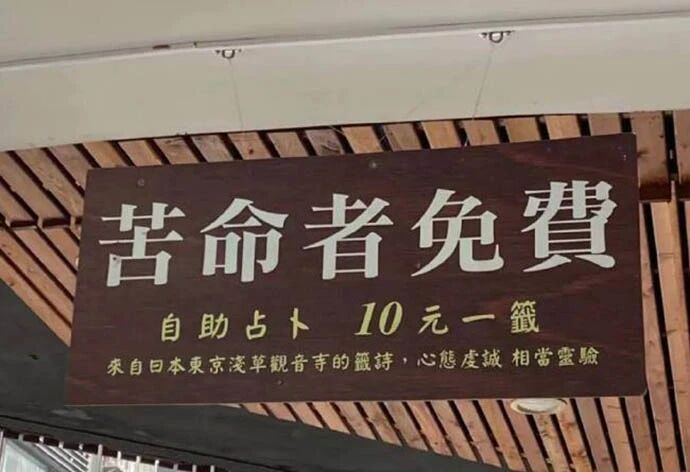 苦命者免費
自助占卜 10元一籤
來自日本東京淺草觀音寺的籤詩，心態虔誠 相當靈驗